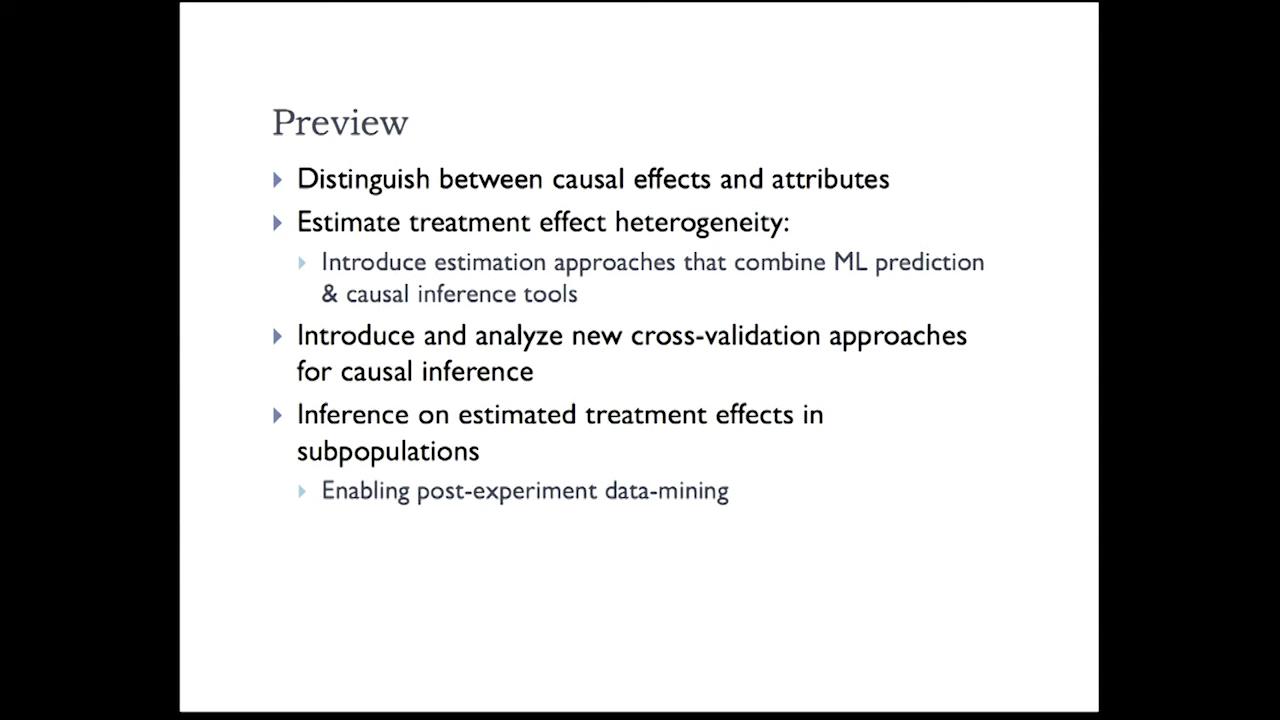 Preview
Distinguish between causal effects and attributes
Estimate treatment effect heterogeneity:
Introduce estimation approaches that combine ML prediction
& causal inference tools
Introduce and analyze new cross-validation approaches
for causal inference
Inference on estimated treatment effects in
subpopulations
Enabling post-experiment data-mining